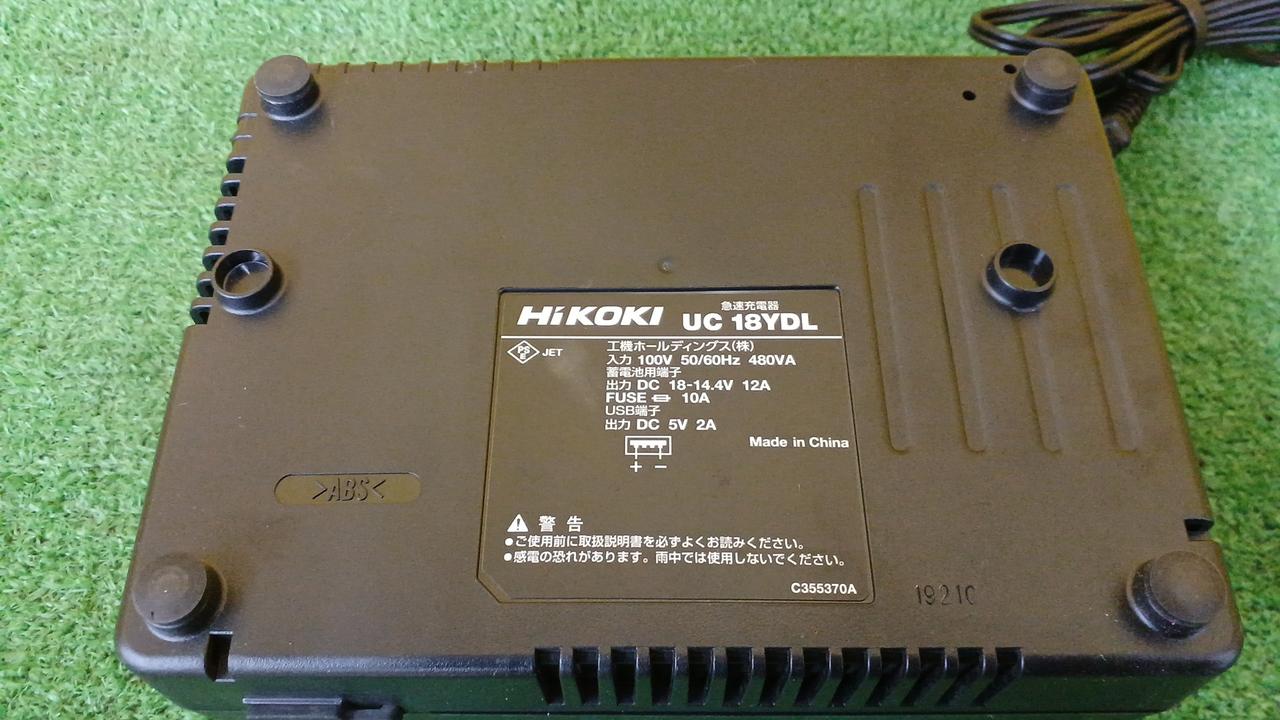 急速充電器
HiKOKI UC 18YDL
PSE JET
工機ホールディングス(株)
入力 100V 50/60Hz 480VA
蓄電池用端子
出力 DC 18-14.4V 12A
FUSE 10A
USB端子
出力 DC 5V 2A
Made in China
+ −
>ABS<
⚠ 警告
●ご使用前に取扱説明書を必ずよくお読みください。
●感電の恐れがあります。雨中では使用しないでください。
C355370A